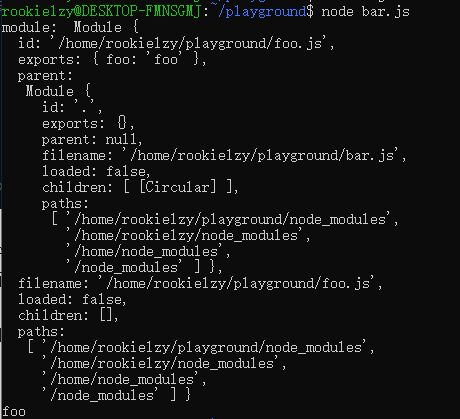 rookielzy@DESKTOP-FMNSGMJ:~/playground$ node bar.js
module:  Module {
  id: '/home/rookielzy/playground/foo.js',
  exports: { foo: 'foo' },
  parent:
   Module {
     id: '.',
     exports: {},
     parent: null,
     filename: '/home/rookielzy/playground/bar.js',
     loaded: false,
     children: [ [Circular] ],
     paths:
      [ '/home/rookielzy/playground/node_modules',
        '/home/rookielzy/node_modules',
        '/home/node_modules',
        '/node_modules' ] },
  filename: '/home/rookielzy/playground/foo.js',
  loaded: false,
  children: [],
  paths:
   [ '/home/rookielzy/playground/node_modules',
     '/home/rookielzy/node_modules',
     '/home/node_modules',
     '/node_modules' ] }
foo